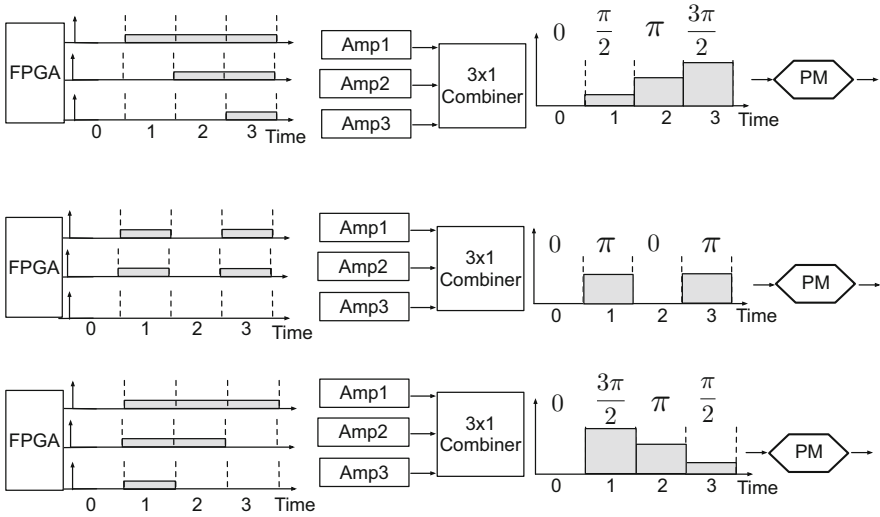 0 π/2 π 3π/2
FPGA
Amp1
Amp2
Amp3
3x1
Combiner
PM
0 1 2 3 Time
0 1 2 3 Time
0 π 0 π
FPGA
Amp1
Amp2
Amp3
3x1
Combiner
PM
0 1 2 3 Time
0 1 2 3 Time
0 3π/2 π π/2
FPGA
Amp1
Amp2
Amp3
3x1
Combiner
PM
0 1 2 3 Time
0 1 2 3 Time